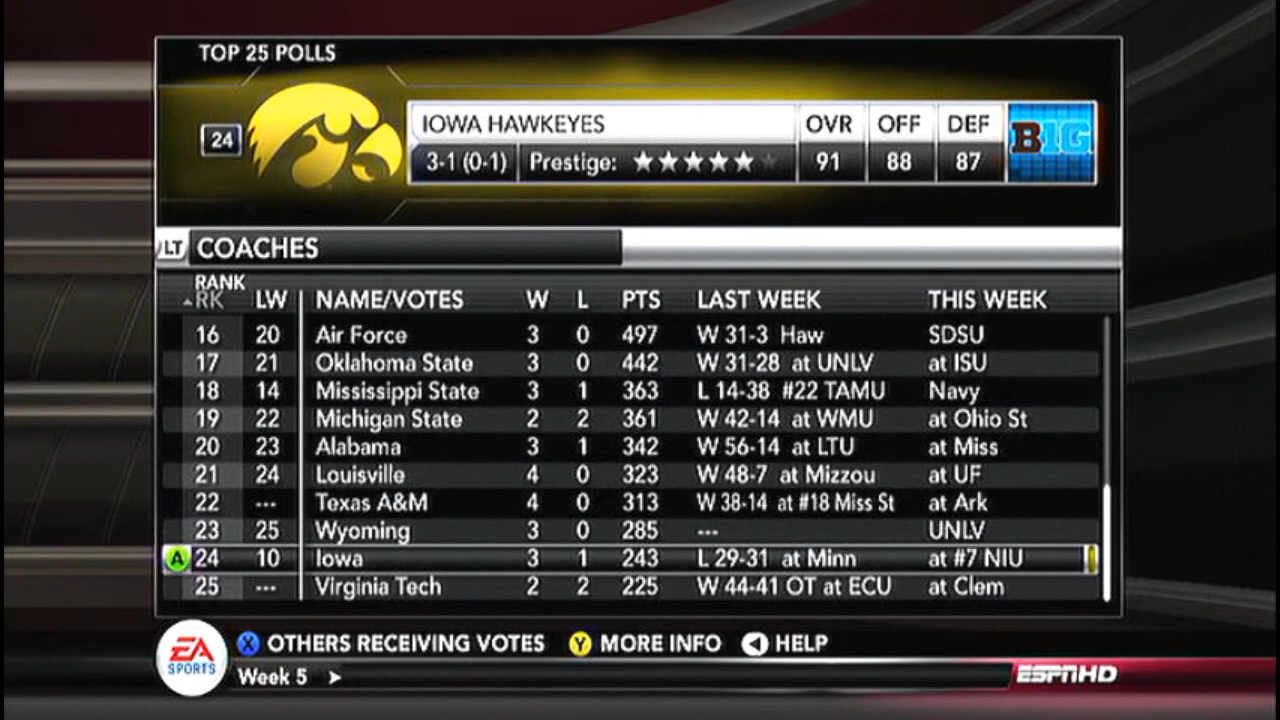 TOP 25 POLLS
24
IOWA HAWKEYES OVR OFF DEF BIG
3-1 (0-1) Prestige: 91 88 87
LT COACHES
RANK
RK LW NAME/VOTES W L PTS LAST WEEK THIS WEEK
16 20 Air Force 3 0 497 W 31-3 Haw SDSU
17 21 Oklahoma State 3 0 442 W 31-28 at UNLV at ISU
18 14 Mississippi State 3 1 363 L 14-38 #22 TAMU Navy
19 22 Michigan State 2 2 361 W 42-14 at WMU at Ohio St
20 23 Alabama 3 1 342 W 56-14 at LTU at Miss
21 24 Louisville 4 0 323 W 48-7 at Mizzou at UF
22 --- Texas A&M 4 0 313 W 38-14 at #18 Miss St at Ark
23 25 Wyoming 3 0 285 --- UNLV
A 24 10 Iowa 3 1 243 L 29-31 at Minn at #7 NIU
25 --- Virginia Tech 2 2 225 W 44-41 OT at ECU at Clem
EA SPORTS
X OTHERS RECEIVING VOTES Y MORE INFO HELP
Week 5
ESPN HD